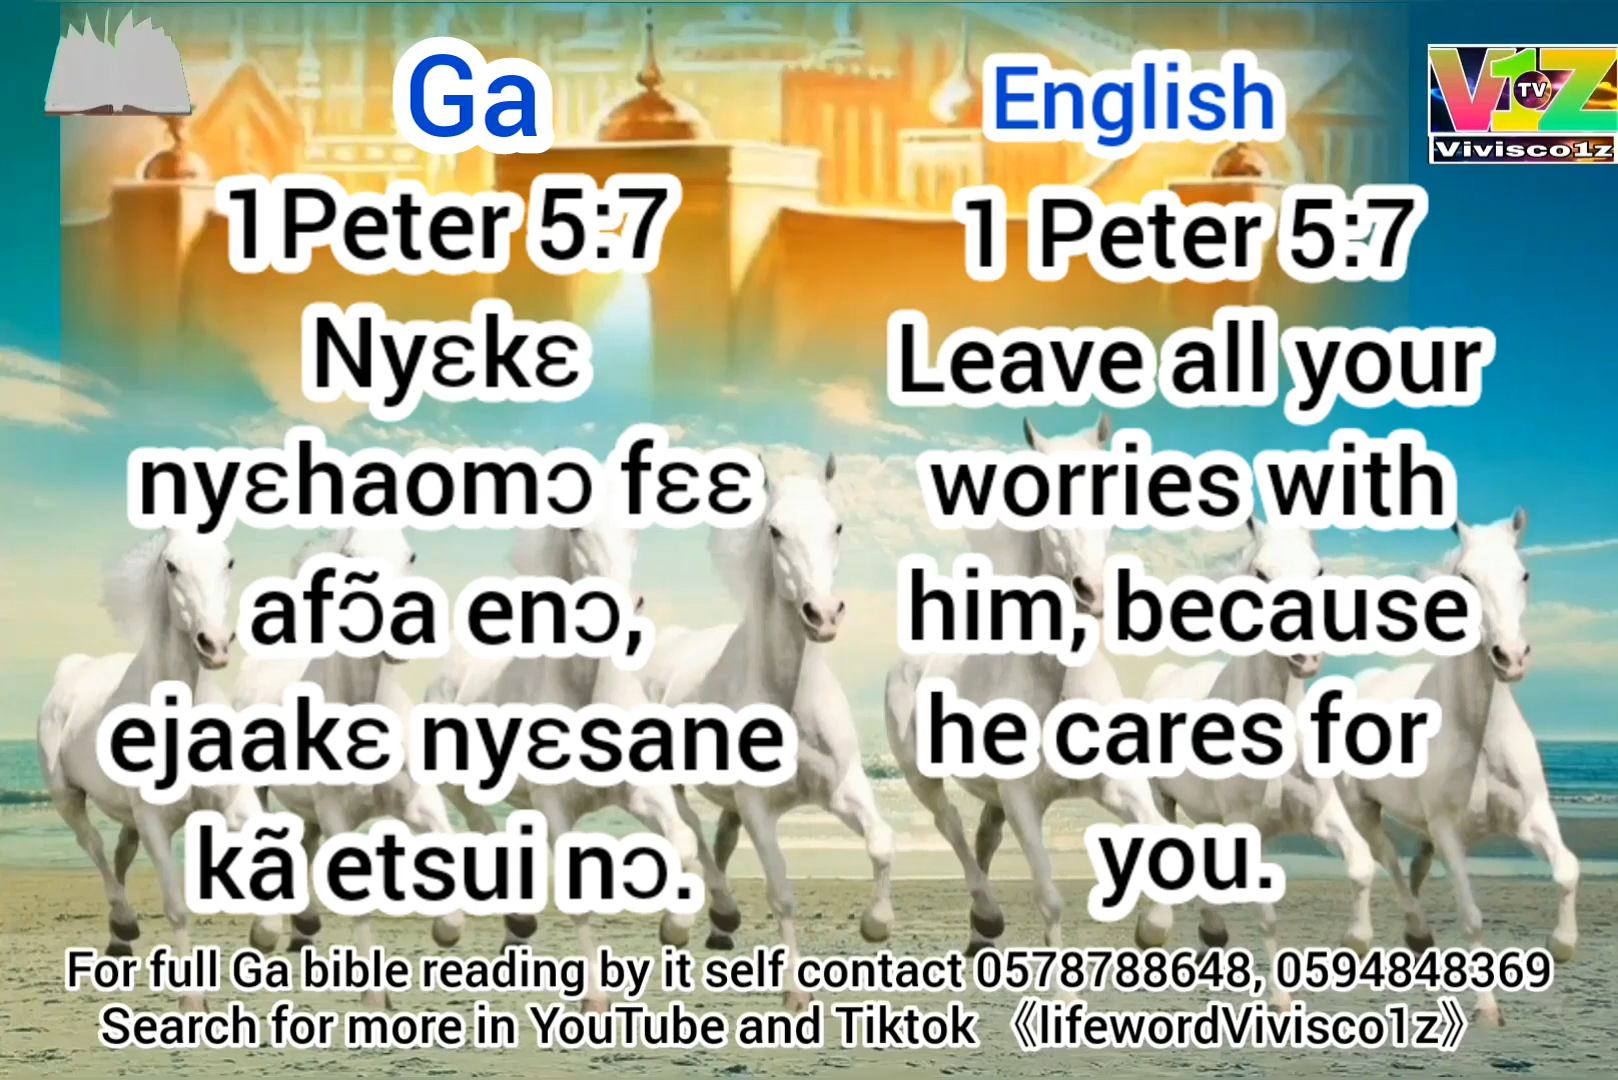 Ga
1Peter 5:7
Nyɛkɛ
nyɛhaomɔ fɛɛ
afɔ̃a enɔ,
ejaakɛ nyɛsane
kã etsui nɔ.
English
1 Peter 5:7
Leave all your
worries with
him, because
he cares for
you.
V1Z
TV
Vivisco1z
For full Ga bible reading by it self contact 0578788648, 0594848369
Search for more in YouTube and Tiktok 《lifewordVivisco1z》